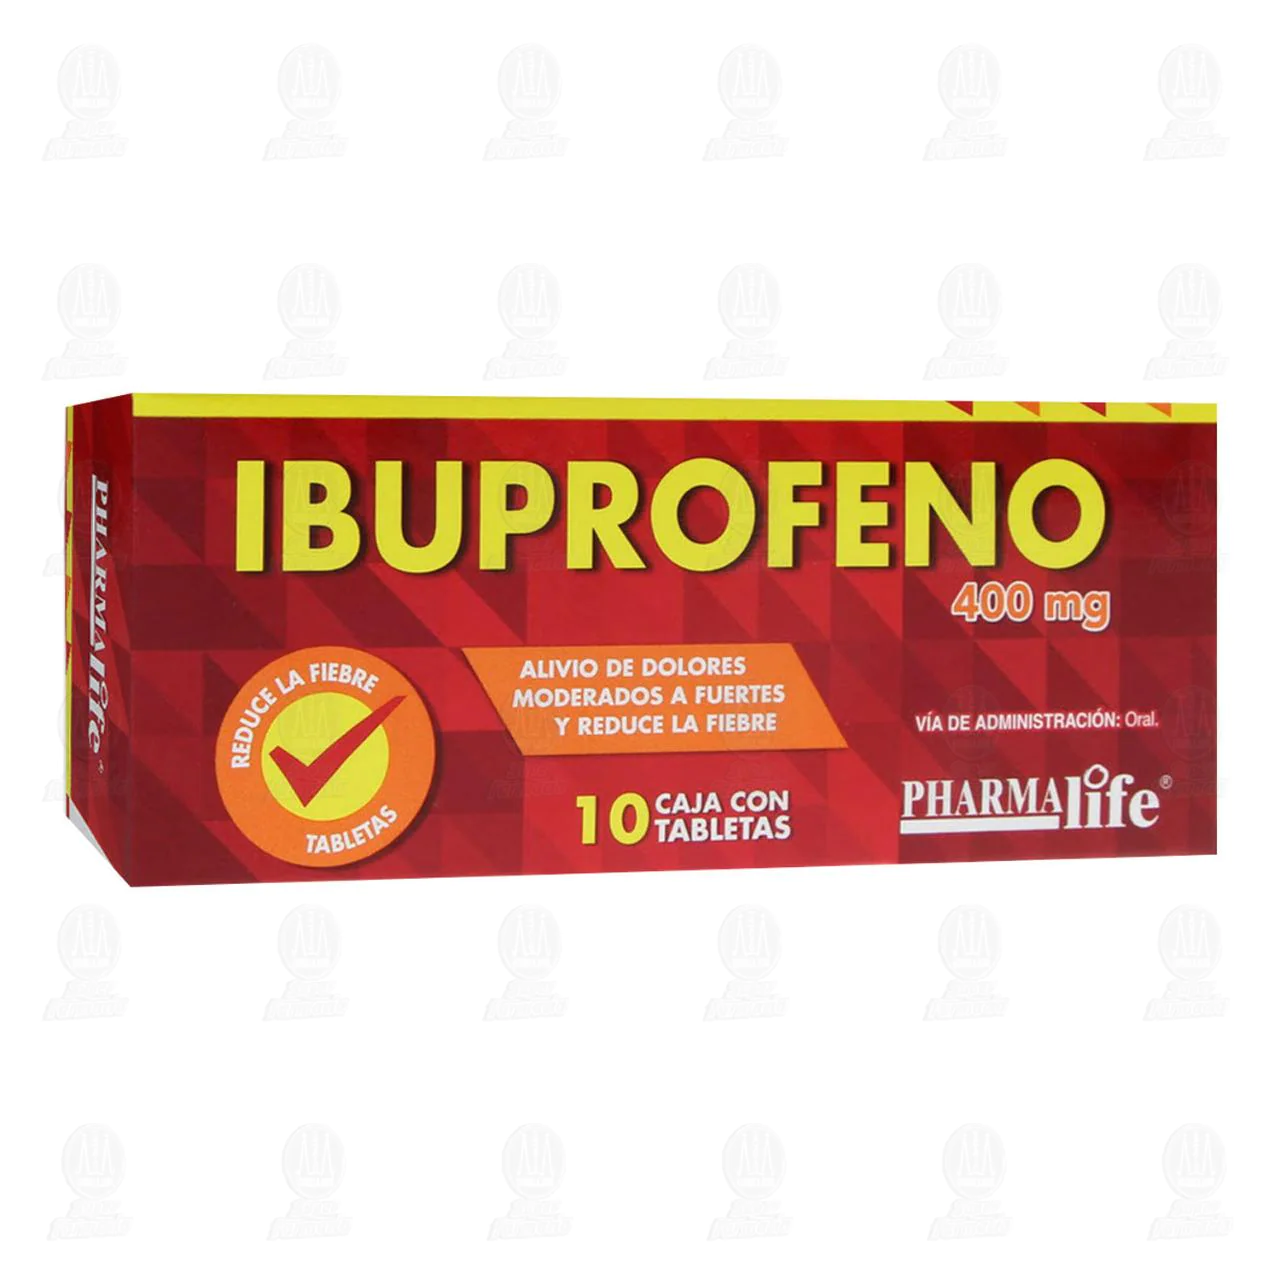 IBUPROFENO
400 mg
REDUCE LA FIEBRE
TABLETAS
ALIVIO DE DOLORES
MODERADOS A FUERTES
Y REDUCE LA FIEBRE
VÍA DE ADMINISTRACIÓN: Oral.
10 CAJA CON
TABLETAS
PHARMAlife®
PHARMAlife®